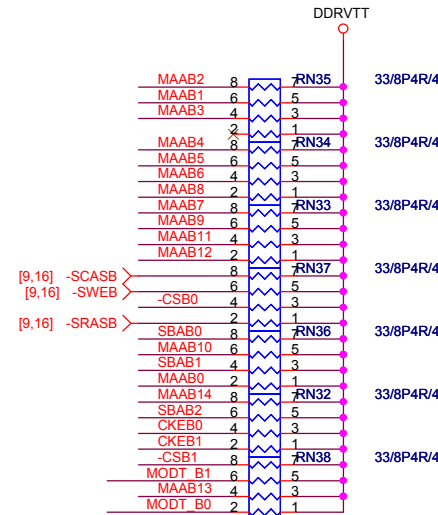 DDRVTT
MAAB2 8 7 RN35 33/8P4R/4
MAAB1 6 5
MAAB3 4 3
2 1
MAAB4 8 7 RN34 33/8P4R/4
MAAB5 6 5
MAAB6 4 3
MAAB8 2 1
MAAB7 8 7 RN33 33/8P4R/4
MAAB9 6 5
MAAB11 4 3
MAAB12 2 1
[9,16] -SCASB 8 7 RN37 33/8P4R/4
[9,16] -SWEB 6 5
-CSB0 4 3
[9,16] -SRASB 2 1
SBAB0 8 7 RN36 33/8P4R/4
MAAB10 6 5
SBAB1 4 3
MAAB0 2 1
MAAB14 8 7 RN32 33/8P4R/4
SBAB2 6 5
CKEB0 4 3
CKEB1 2 1
-CSB1 8 7 RN38 33/8P4R/4
MODT_B1 6 5
MAAB13 4 3
MODT_B0 2 1